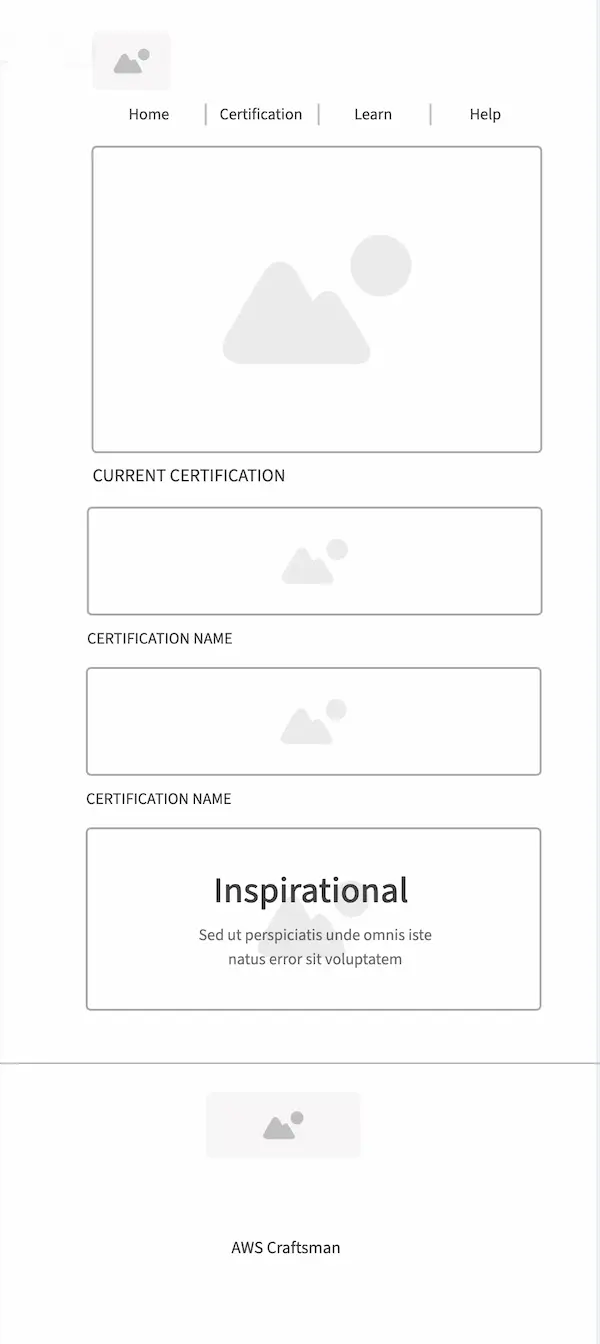 Home
Certification
Learn
Help
CURRENT CERTIFICATION
CERTIFICATION NAME
CERTIFICATION NAME
Inspirational
Sed ut perspiciatis unde omnis iste
natus error sit voluptatem
AWS Craftsman